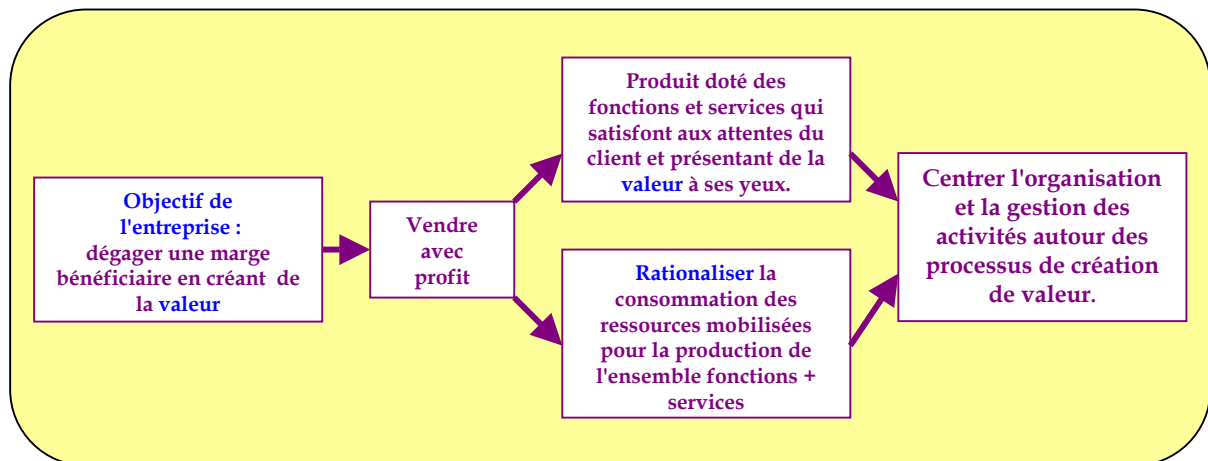 Objectif de
l'entreprise :
dégager une marge
bénéficiaire en créant de
la valeur
Vendre
avec
profit
Produit doté des
fonctions et services qui
satisfont aux attentes du
client et présentant de la
valeur à ses yeux.
Rationaliser la
consommation des
ressources mobilisées
pour la production de
l'ensemble fonctions +
services
Centrer l'organisation
et la gestion des
activités autour des
processus de création
de valeur.